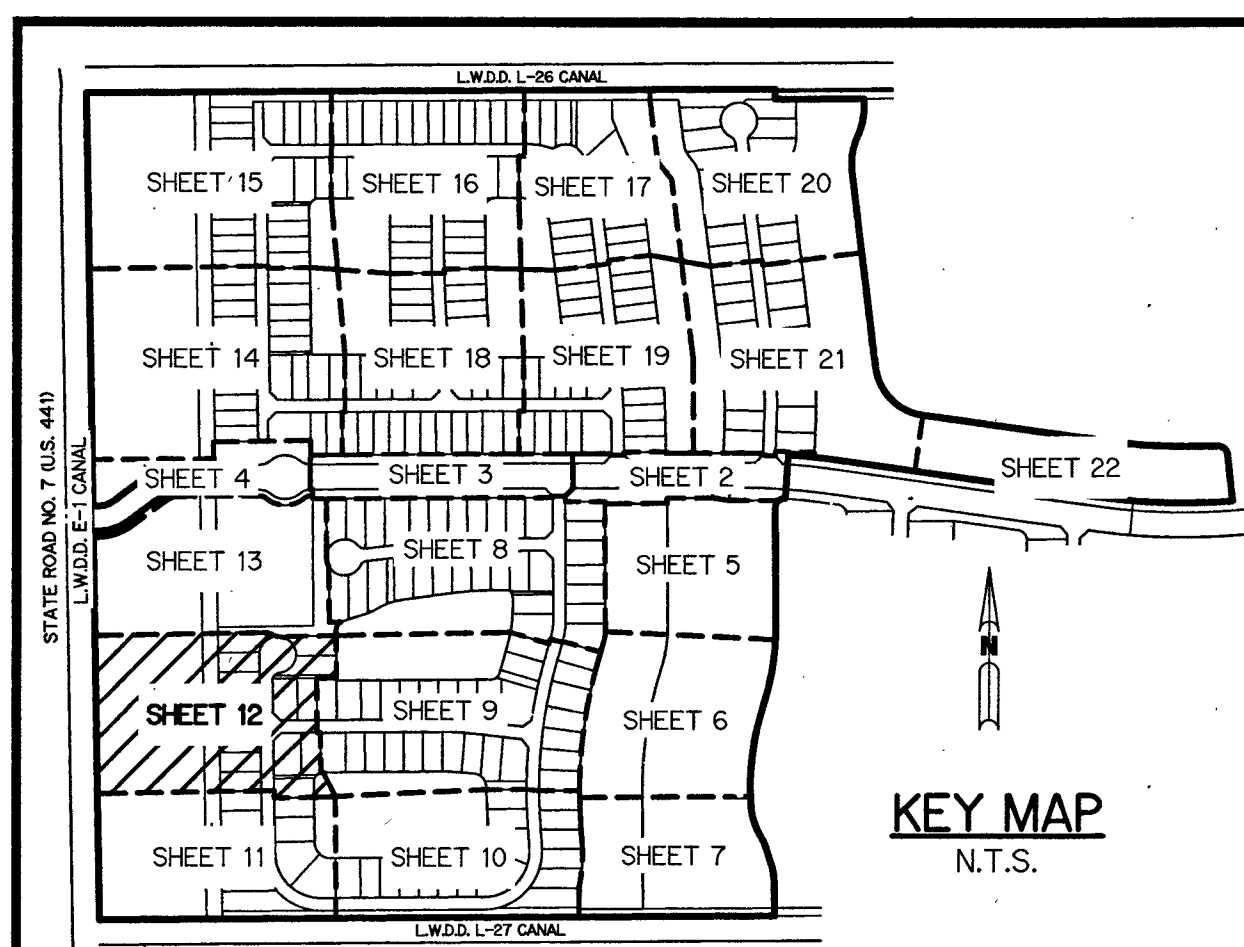 L.W.D.D. L-26 CANAL
SHEET 15
SHEET 16
SHEET 17
SHEET 20
SHEET 14
SHEET 18
SHEET 19
SHEET 21
STATE ROAD NO. 7 (U.S. 441)
L.W.D.D. E-1 CANAL
SHEET 4
SHEET 3
SHEET 2
SHEET 22
SHEET 13
SHEET 8
SHEET 5
N
SHEET 12
SHEET 9
SHEET 6
SHEET 11
SHEET 10
SHEET 7
KEY MAP
N.T.S.
L.W.D.D. L-27 CANAL